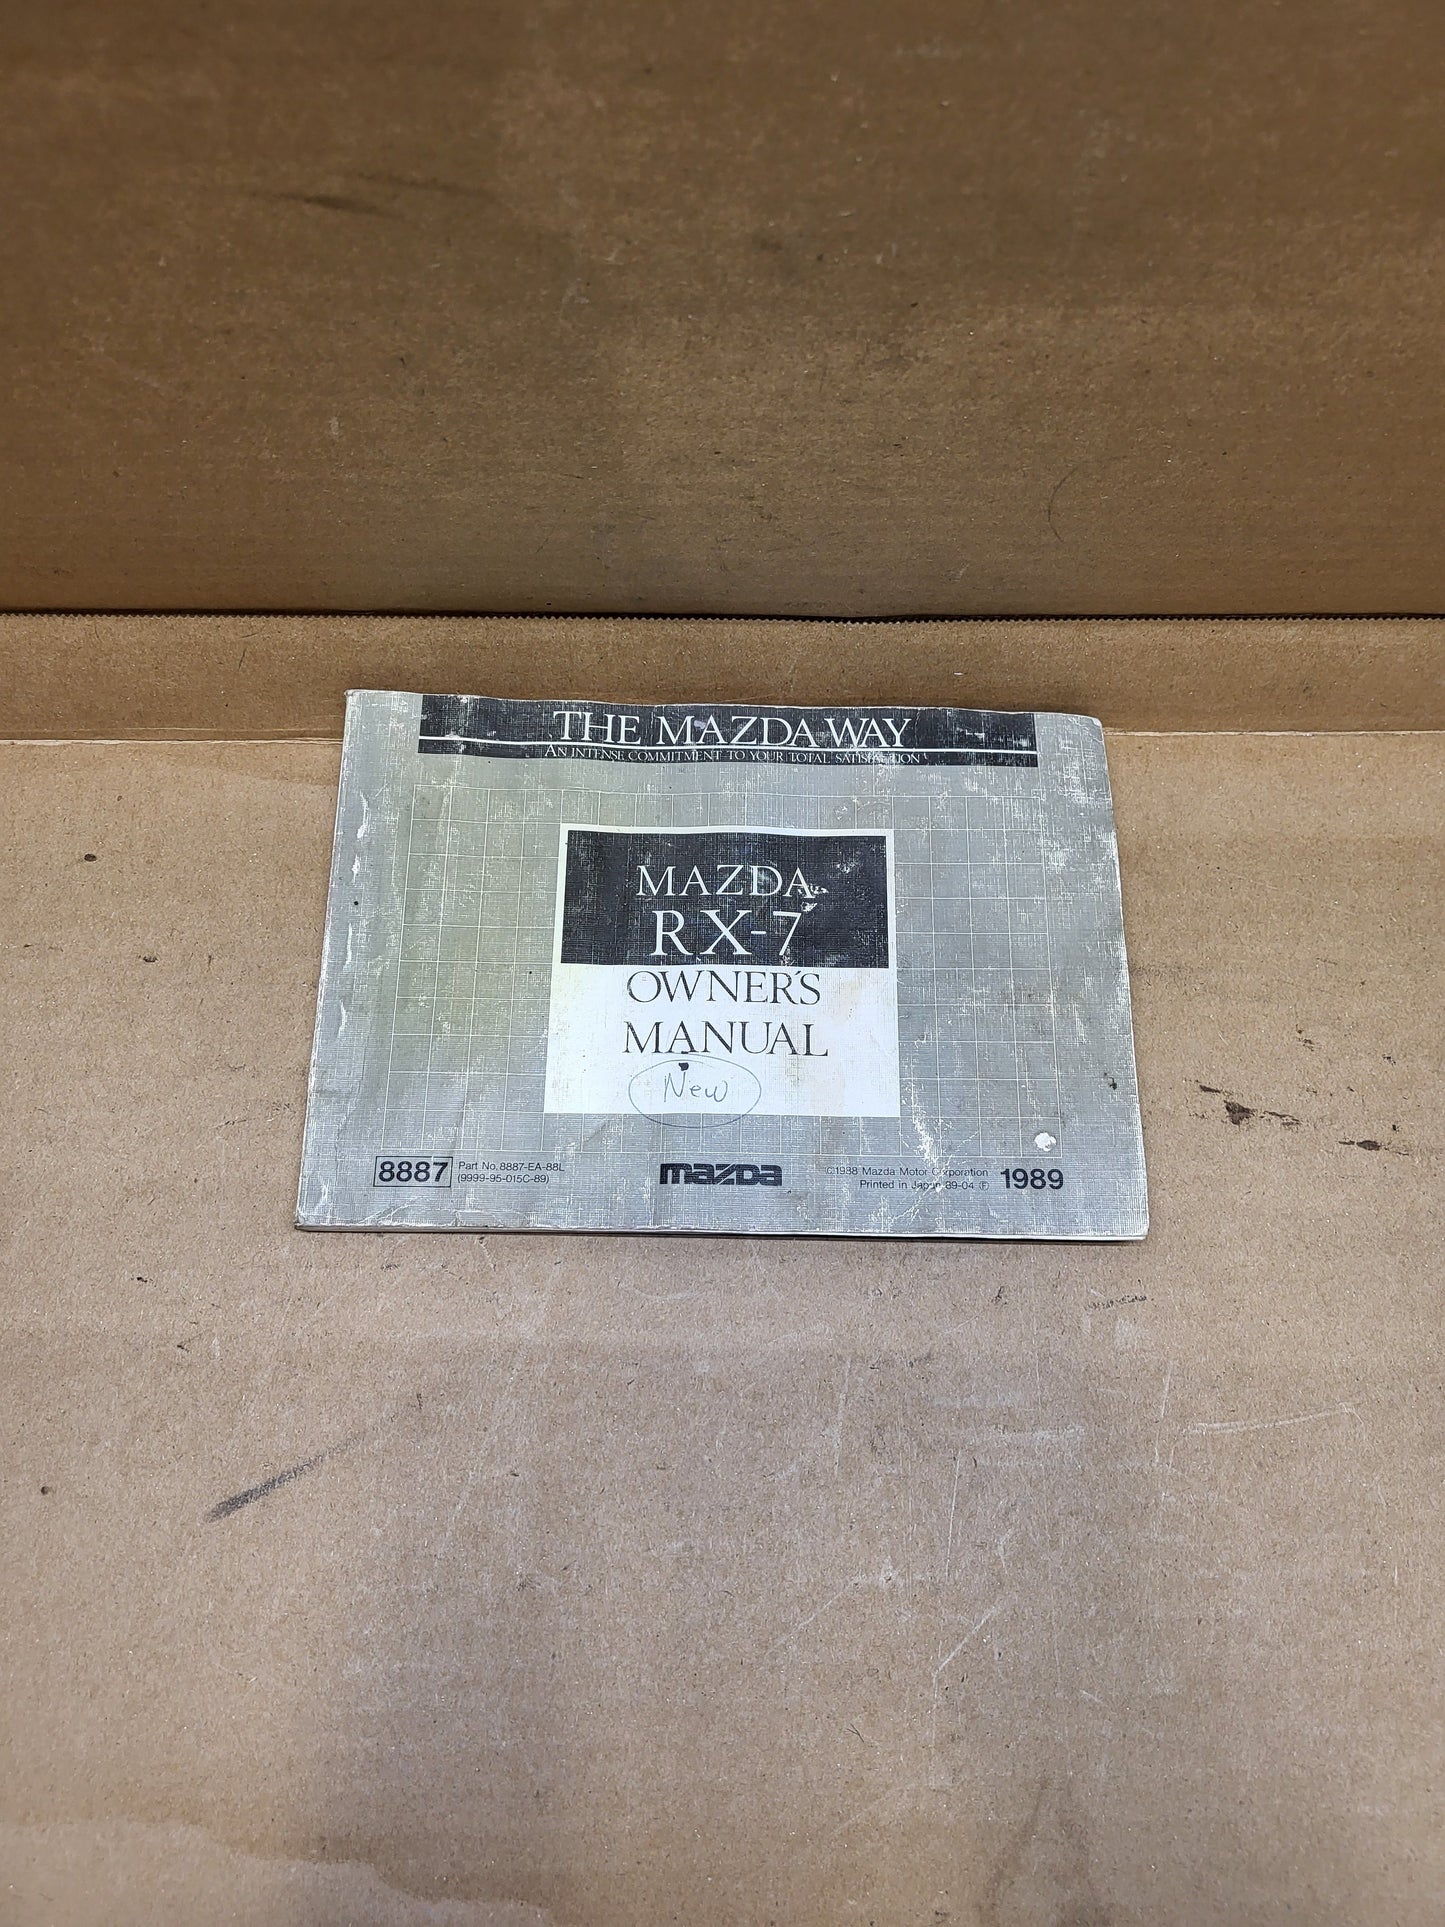 THE MAZDA WAY
AN INTENSE COMMITMENT TO YOUR TOTAL SATISFACTION
MAZDA
RX-7
OWNER'S
MANUAL
New
8887
Part No. 8887-EA-88L
(9999-95-015C-89)
mazda
©1988 Mazda Motor Corporation
Printed in Japan 89-04 Ⓕ
1989